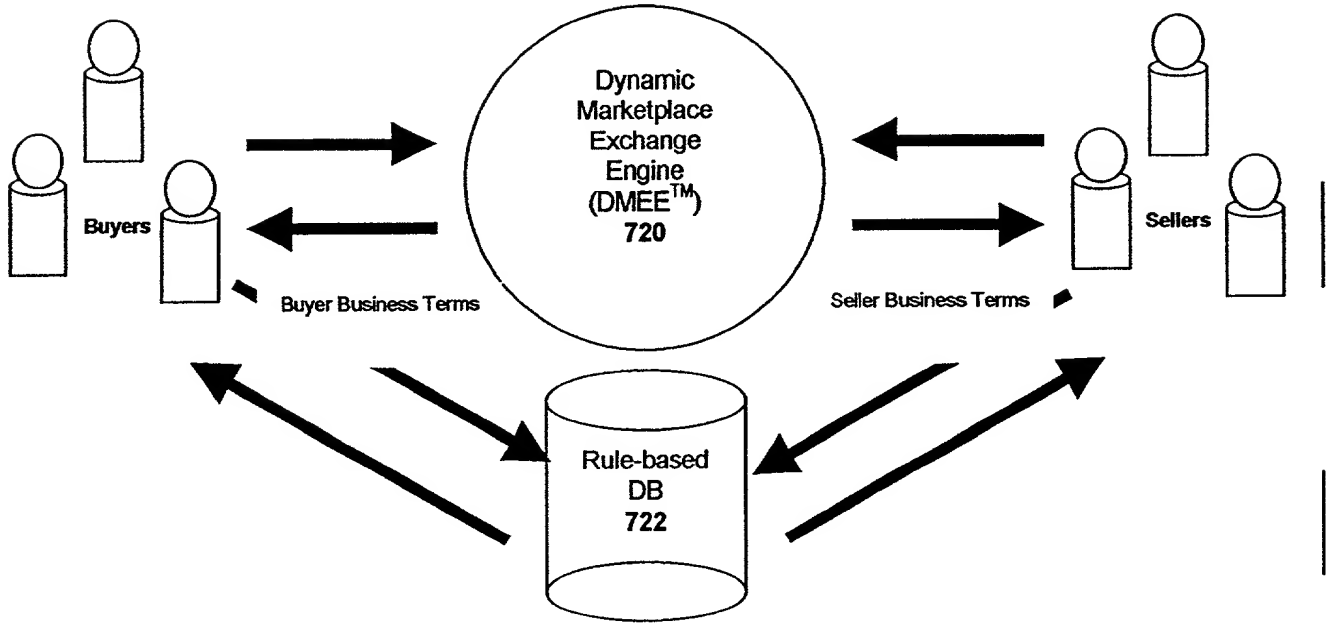 Dynamic
Marketplace
Exchange
Engine
(DMEE™)
720
Buyers
Sellers
Buyer Business Terms
Seller Business Terms
Rule-based
DB
722